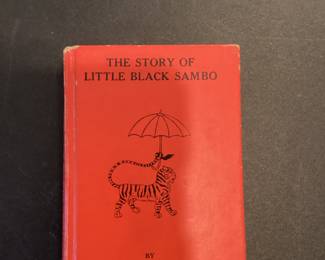 THE STORY OF
LITTLE BLACK SAMBO
BY